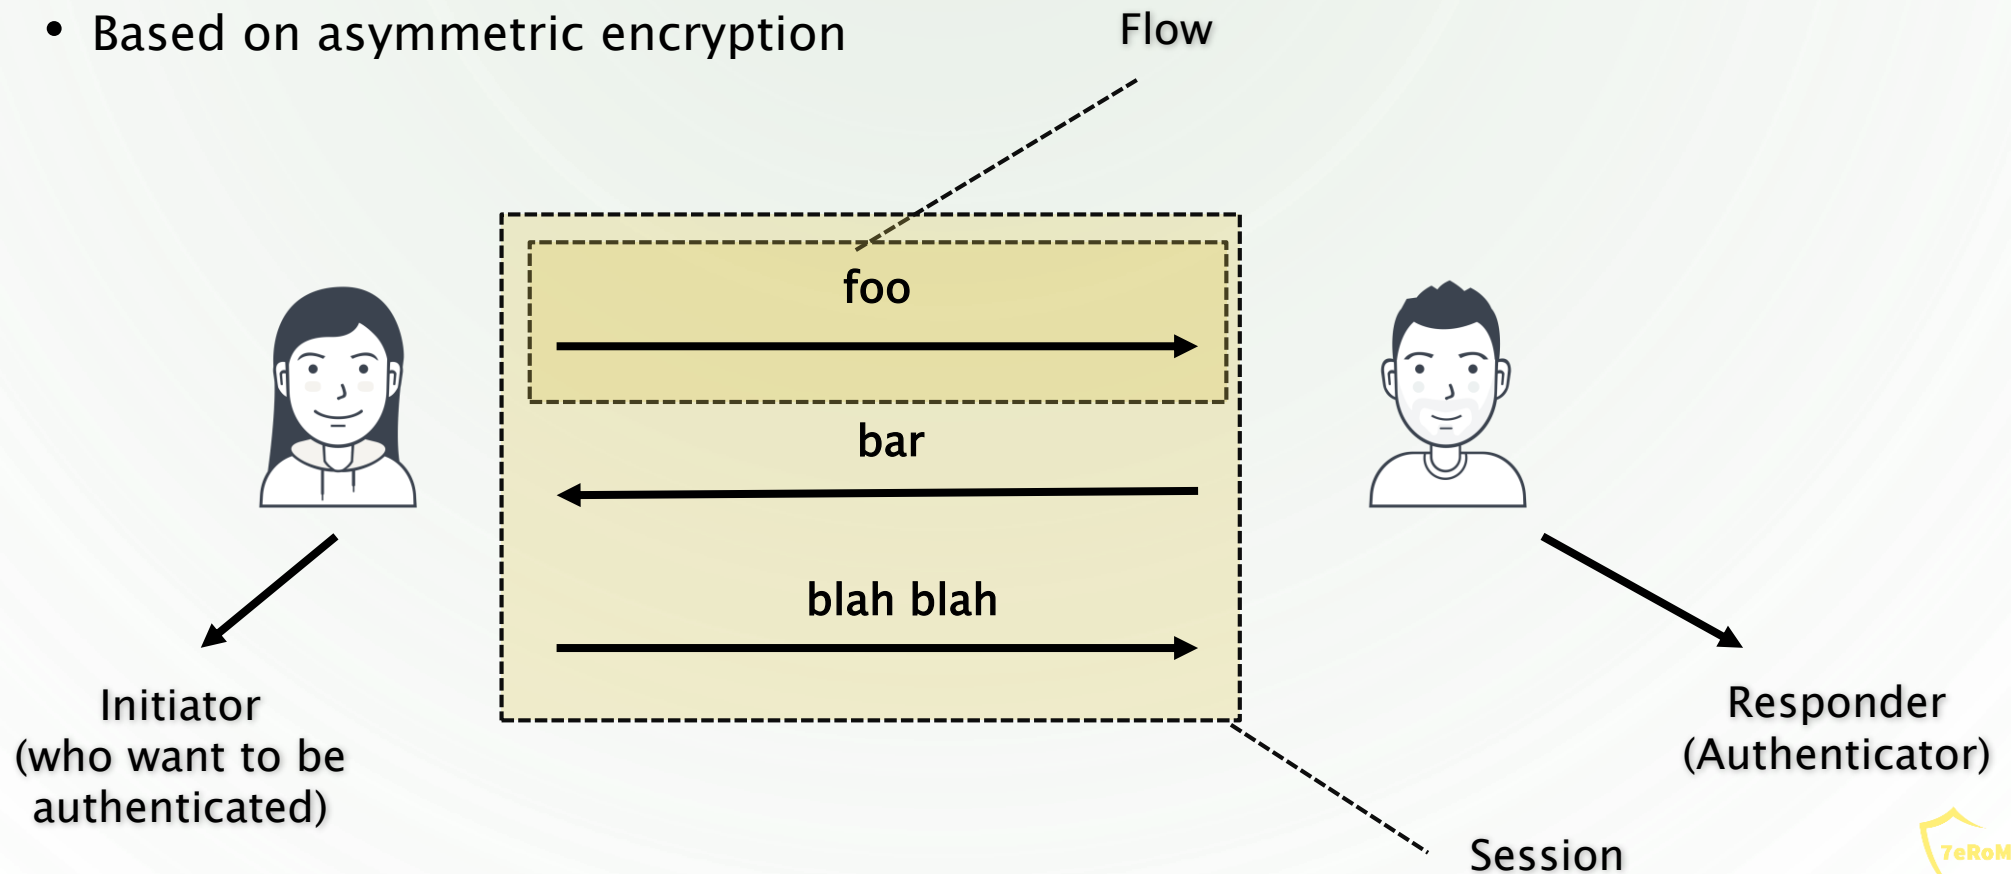 • Based on asymmetric encryption
Flow
foo
bar
blah blah
Initiator
(who want to be
authenticated)
Responder
(Authenticator)
Session
7eRoM